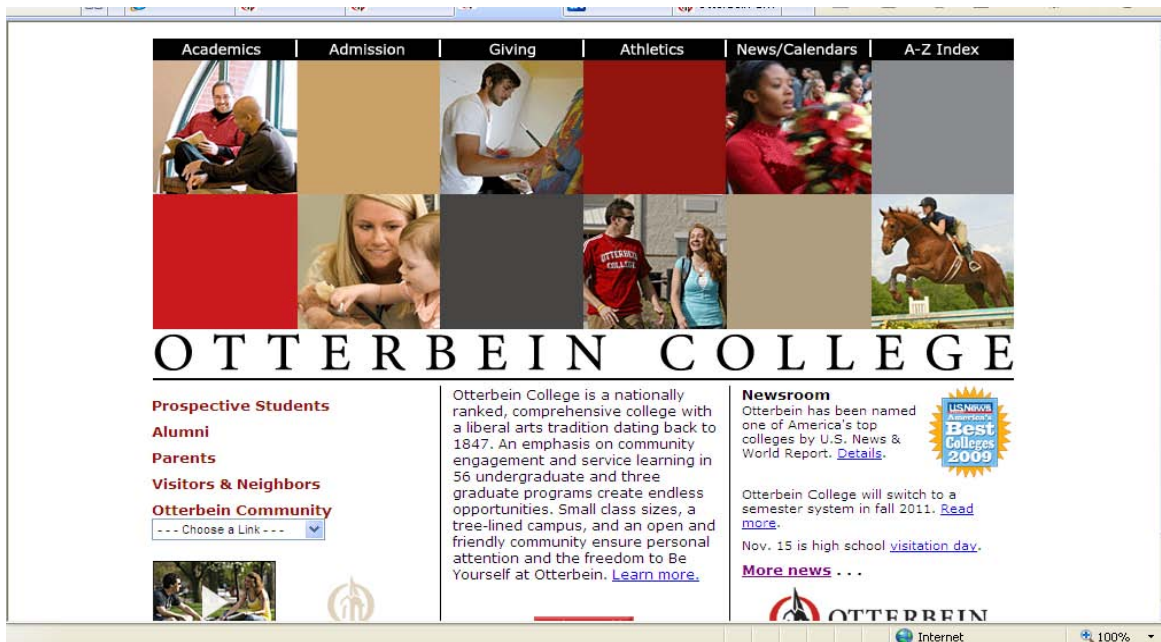 Academics
Admission
Giving
Athletics
News/Calendars
A-Z Index
OTTERBEIN
COLLEGE
OTTERBEIN COLLEGE
Prospective Students
Alumni
Parents
Visitors & Neighbors
Otterbein Community
- - - Choose a Link - - -
Otterbein College is a nationally
ranked, comprehensive college with
a liberal arts tradition dating back to
1847. An emphasis on community
engagement and service learning in
56 undergraduate and three
graduate programs create endless
opportunities. Small class sizes, a
tree-lined campus, and an open and
friendly community ensure personal
attention and the freedom to Be
Yourself at Otterbein. Learn more.
Newsroom
Otterbein has been named
one of America's top
colleges by U.S. News &
World Report. Details.
U.S.News
America's
Best
Colleges
2009
Otterbein College will switch to a
semester system in fall 2011. Read
more.
Nov. 15 is high school visitation day.
More news . . .
OTTERBEIN
Internet
100%